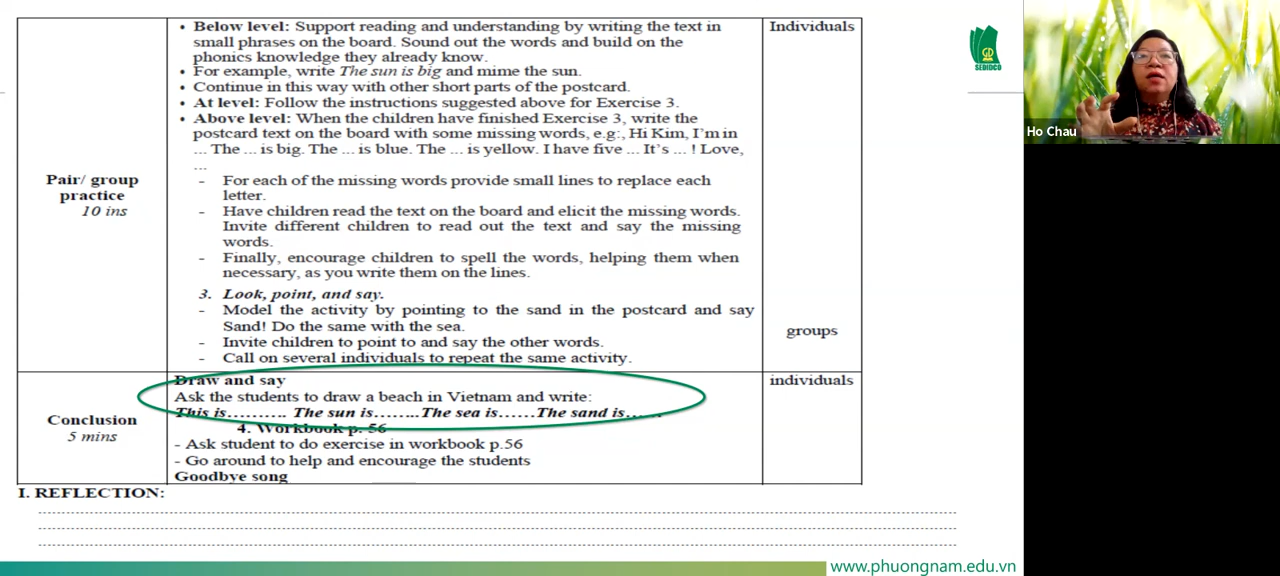 • Below level: Support reading and understanding by writing the text in
small phrases on the board. Sound out the words and build on the
phonics knowledge they already know.
• For example, write The sun is big and mime the sun.
• Continue in this way with other short parts of the postcard.
• At level: Follow the instructions suggested above for Exercise 3.
• Above level: When the children have finished Exercise 3, write the
postcard text on the board with some missing words, e.g:, Hi Kim, I'm in
... The ... is big. The ... is blue. The ... is yellow. I have five ... It's ... ! Love,
...
- For each of the missing words provide small lines to replace each
letter.
- Have children read the text on the board and elicit the missing words.
Invite different children to read out the text and say the missing
words.
- Finally, encourage children to spell the words, helping them when
necessary, as you write them on the lines.
3. Look, point, and say.
- Model the activity by pointing to the sand in the postcard and say
Sand! Do the same with the sea.
- Invite children to point to and say the other words.
- Call on several individuals to repeat the same activity.
Pair/ group
practice
10 ins
Individuals
groups
Conclusion
5 mins
Draw and say
Ask the students to draw a beach in Vietnam and write:
This is.......... The sun is........The sea is......The sand is......
4. Workbook p. 56
- Ask student to do exercise in workbook p.56
- Go around to help and encourage the students
Goodbye song
individuals
I. REFLECTION:
SEDIDCO
Ho Chau
www.phuongnam.edu.vn